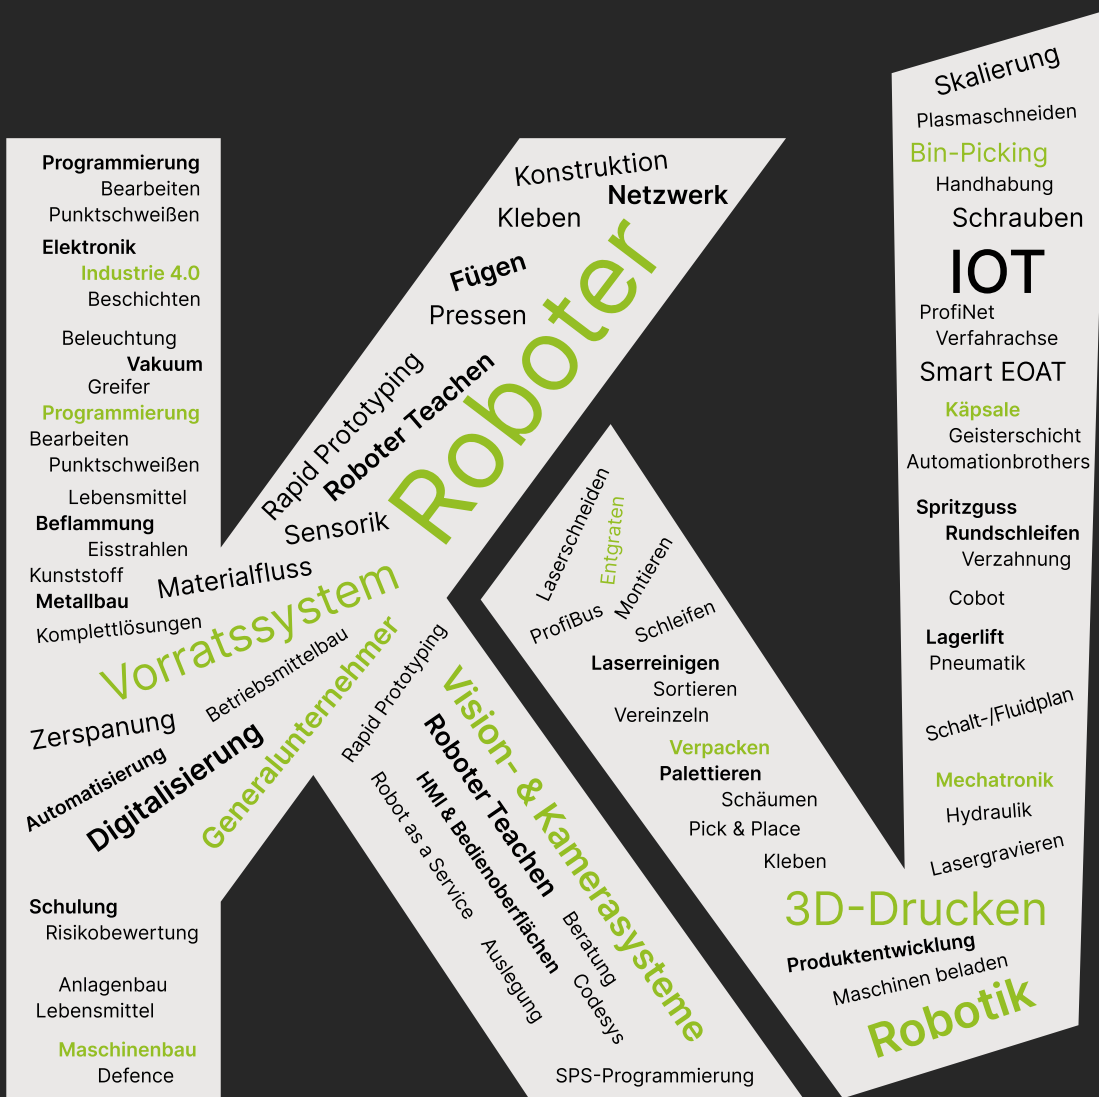 Programmierung
Bearbeiten
Punktschweißen
Elektronik
Industrie 4.0
Beschichten
Beleuchtung
Vakuum
Greifer
Programmierung
Bearbeiten
Punktschweißen
Lebensmittel
Beflammung
Eisstrahlen
Kunststoff
Metallbau
Komplettlösungen
Konstruktion
Netzwerk
Kleben
Fügen
Pressen
Roboter
Rapid Prototyping
Roboter Teachen
Sensorik
Materialfluss
Vorratssystem
Betriebsmittelbau
Generalunternehmer
Zerspanung
Automatisierung
Digitalisierung
Schulung
Risikobewertung
Anlagenbau
Lebensmittel
Maschinenbau
Defence
Rapid Prototyping
Vision- & Kamerasysteme
Roboter Teachen
HMI & Bedienoberflächen
Robot as a Service
Beratung
Auslegung
Codesys
SPS-Programmierung
Laserschneiden
Entgraten
Montieren
ProfiBus
Schleifen
Laserreinigen
Sortieren
Vereinzeln
Verpacken
Palettieren
Schäumen
Pick & Place
Kleben
Skalierung
Plasmaschneiden
Bin-Picking
Handhabung
Schrauben
IOT
ProfiNet
Verfahrachse
Smart EOAT
Käpsale
Geisterschicht
Automationbrothers
Spritzguss
Rundschleifen
Verzahnung
Cobot
Lagerlift
Pneumatik
Schalt-/Fluidplan
Mechatronik
Hydraulik
Lasergravieren
3D-Drucken
Produktentwicklung
Maschinen beladen
Robotik